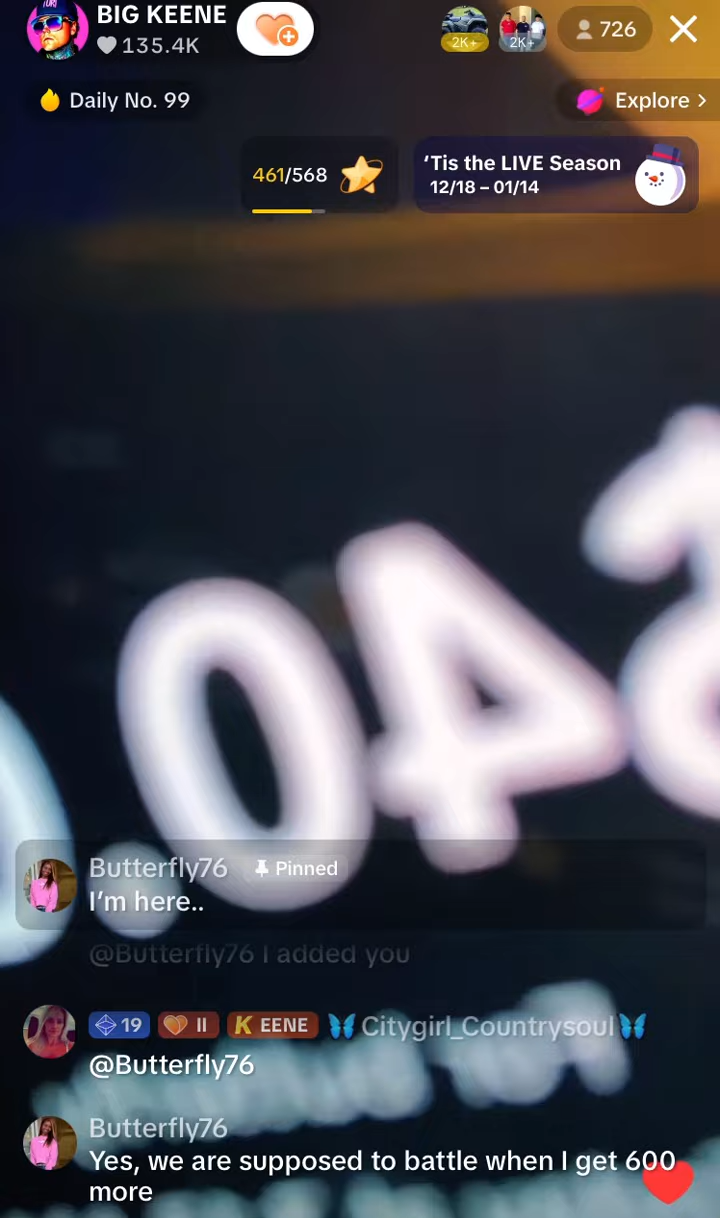 BIG KEENE
135.4K
2K+
2K+
726
Daily No. 99
Explore >
461/568
‘Tis the LIVE Season
12/18 – 01/14
Butterfly76 Pinned
I’m here..
@Butterfly76 I added you
19 II K EENE 🦋Citygirl_Countrysoul🦋
@Butterfly76
Butterfly76
Yes, we are supposed to battle when I get 600
more